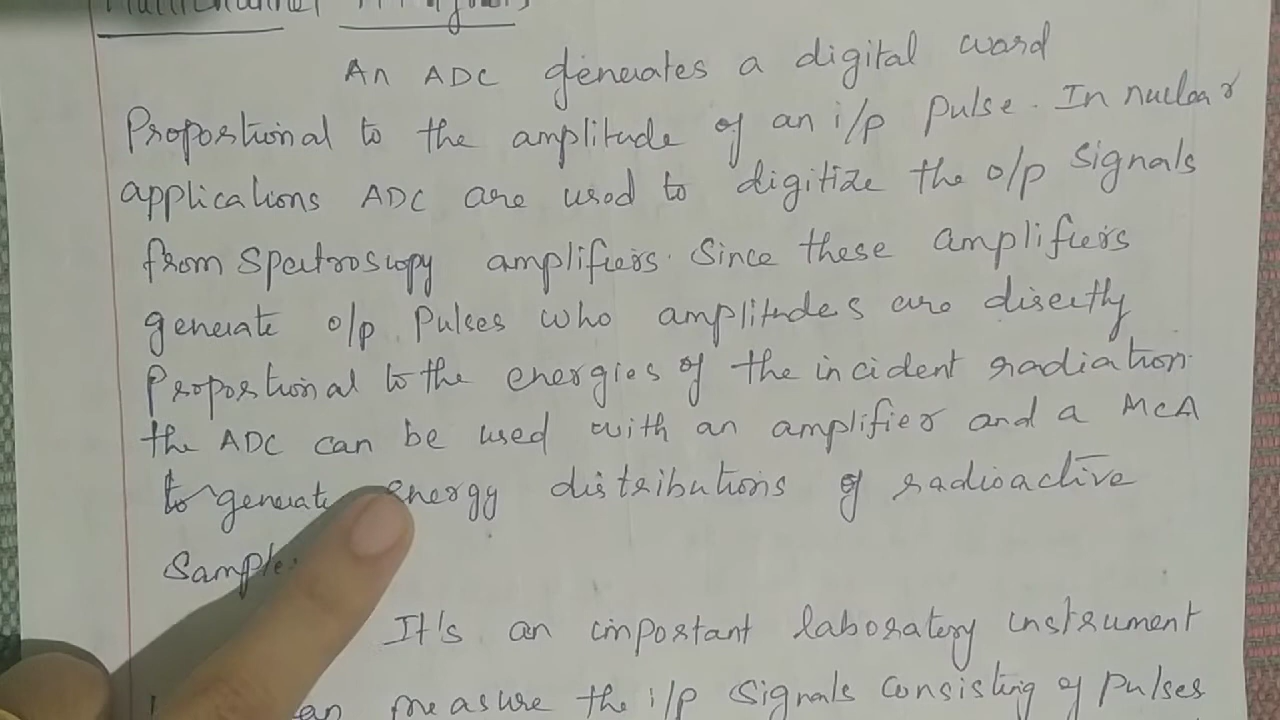 Multichannel
An ADC generates a digital word
Proportional to the amplitude of an i/p pulse. In nuclear
applications ADC are used to digitize the o/p signals
from spectroscopy amplifiers. Since these amplifiers
generate o/p pulses who amplitudes are directly
Proportional to the energies of the incident radiation.
the ADC can be used with an amplifier and a MCA
to generate energy distributions of radioactive
Sample.
It's an important laboratory instrument
measure the i/p signals consisting of pulses